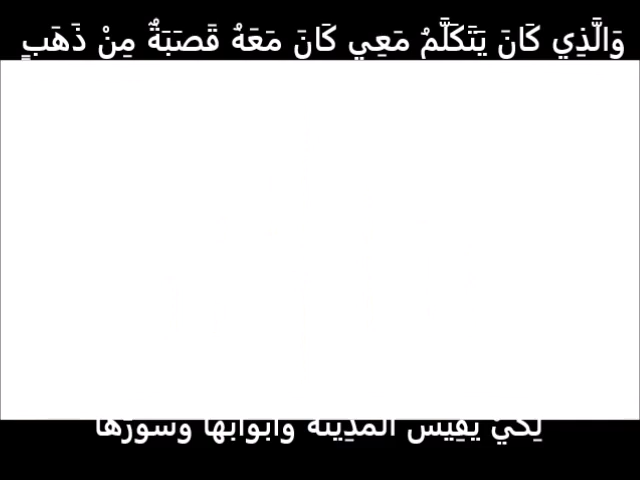 وَالَّذِي كَانَ يَتَكَلَّمُ مَعِي كَانَ مَعَهُ قَصَبَةٌ مِنْ ذَهَبٍ
لِكَيْ يَقِيسَ الْمَدِينَةَ وَأَبْوَابَهَا وَسُورَهَا